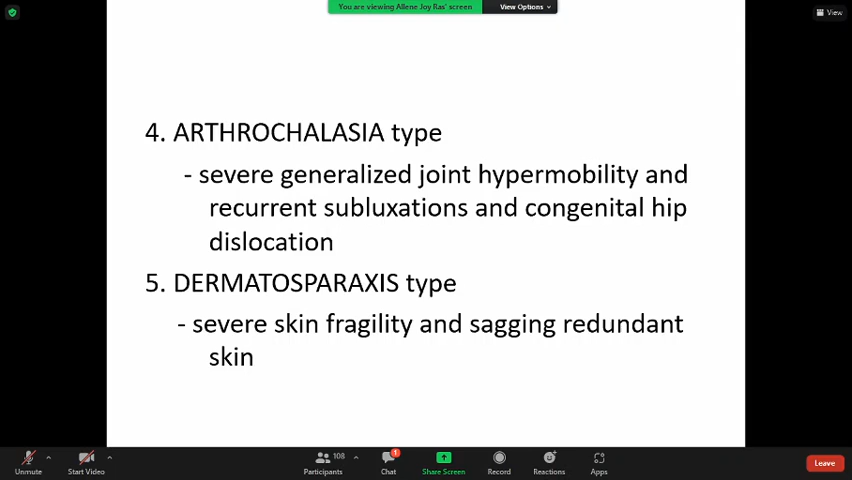 You are viewing Allene Joy Ras' screen
View Options
View
4. ARTHROCHALASIA type
- severe generalized joint hypermobility and
recurrent subluxations and congenital hip
dislocation
5. DERMATOSPARAXIS type
- severe skin fragility and sagging redundant
skin
108
1
Unmute
Start Video
Participants
Chat
Share Screen
Record
Reactions
Apps
Leave